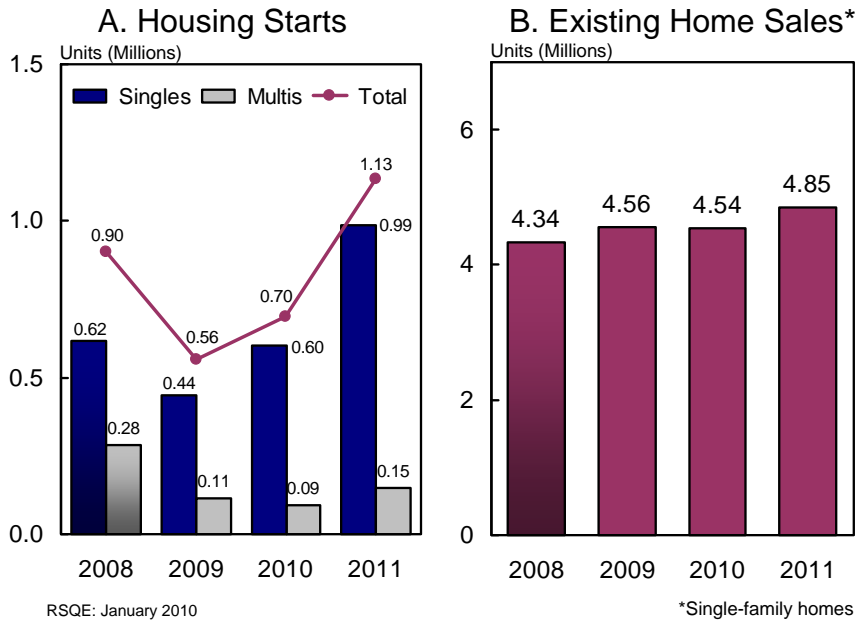 A. Housing Starts
Units (Millions)
1.5
1.0
0.5
0.0
Singles Multis Total
0.90
0.56
0.70
1.13
0.62
0.44
0.60
0.99
0.28
0.11
0.09
0.15
2008 2009 2010 2011
RSQE: January 2010
B. Existing Home Sales*
Units (Millions)
6
4
2
0
4.34
4.56
4.54
4.85
2008 2009 2010 2011
*Single-family homes